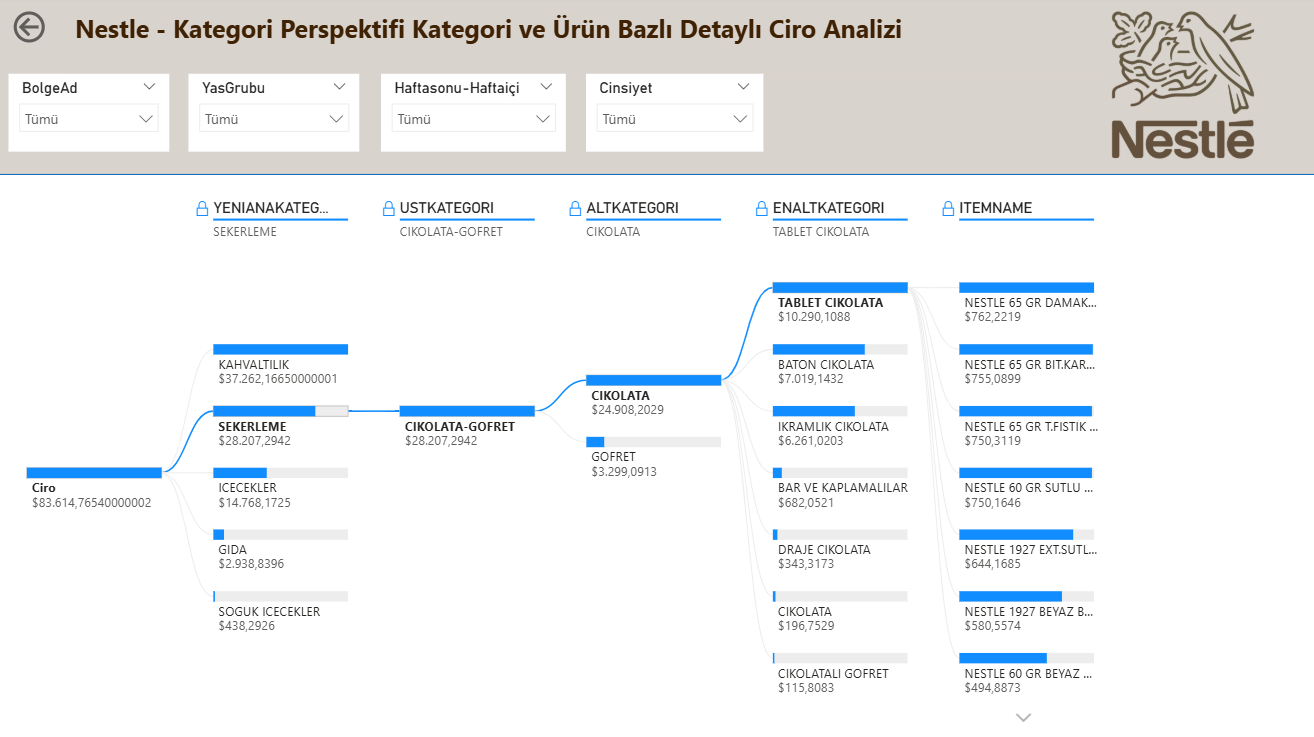 Nestle - Kategori Perspektifi Kategori ve Ürün Bazlı Detaylı Ciro Analizi
Nestlé
BolgeAd
Tümü
YasGrubu
Tümü
Haftasonu-Haftaiçi
Tümü
Cinsiyet
Tümü
YENIANAKATEG...
SEKERLEME
USTKATEGORI
CIKOLATA-GOFRET
ALTKATEGORI
CIKOLATA
ENALTKATEGORI
TABLET CIKOLATA
ITEMNAME
Ciro
$83.614,76540000002
KAHVALTILIK
$37.262,16650000001
SEKERLEME
$28.207,2942
ICECEKLER
$14.768,1725
GIDA
$2.938,8396
SOGUK ICECEKLER
$438,2926
CIKOLATA-GOFRET
$28.207,2942
CIKOLATA
$24.908,2029
GOFRET
$3.299,0913
TABLET CIKOLATA
$10.290,1088
BATON CIKOLATA
$7.019,1432
IKRAMLIK CIKOLATA
$6.261,0203
BAR VE KAPLAMALILAR
$682,0521
DRAJE CIKOLATA
$343,3173
CIKOLATA
$196,7529
CIKOLATALI GOFRET
$115,8083
NESTLE 65 GR DAMAK...
$762,2219
NESTLE 65 GR BIT.KAR...
$755,0899
NESTLE 65 GR T.FISTIK ...
$750,3119
NESTLE 60 GR SUTLU ...
$750,1646
NESTLE 1927 EXT.SUTL...
$644,1685
NESTLE 1927 BEYAZ B...
$580,5574
NESTLE 60 GR BEYAZ ...
$494,8873